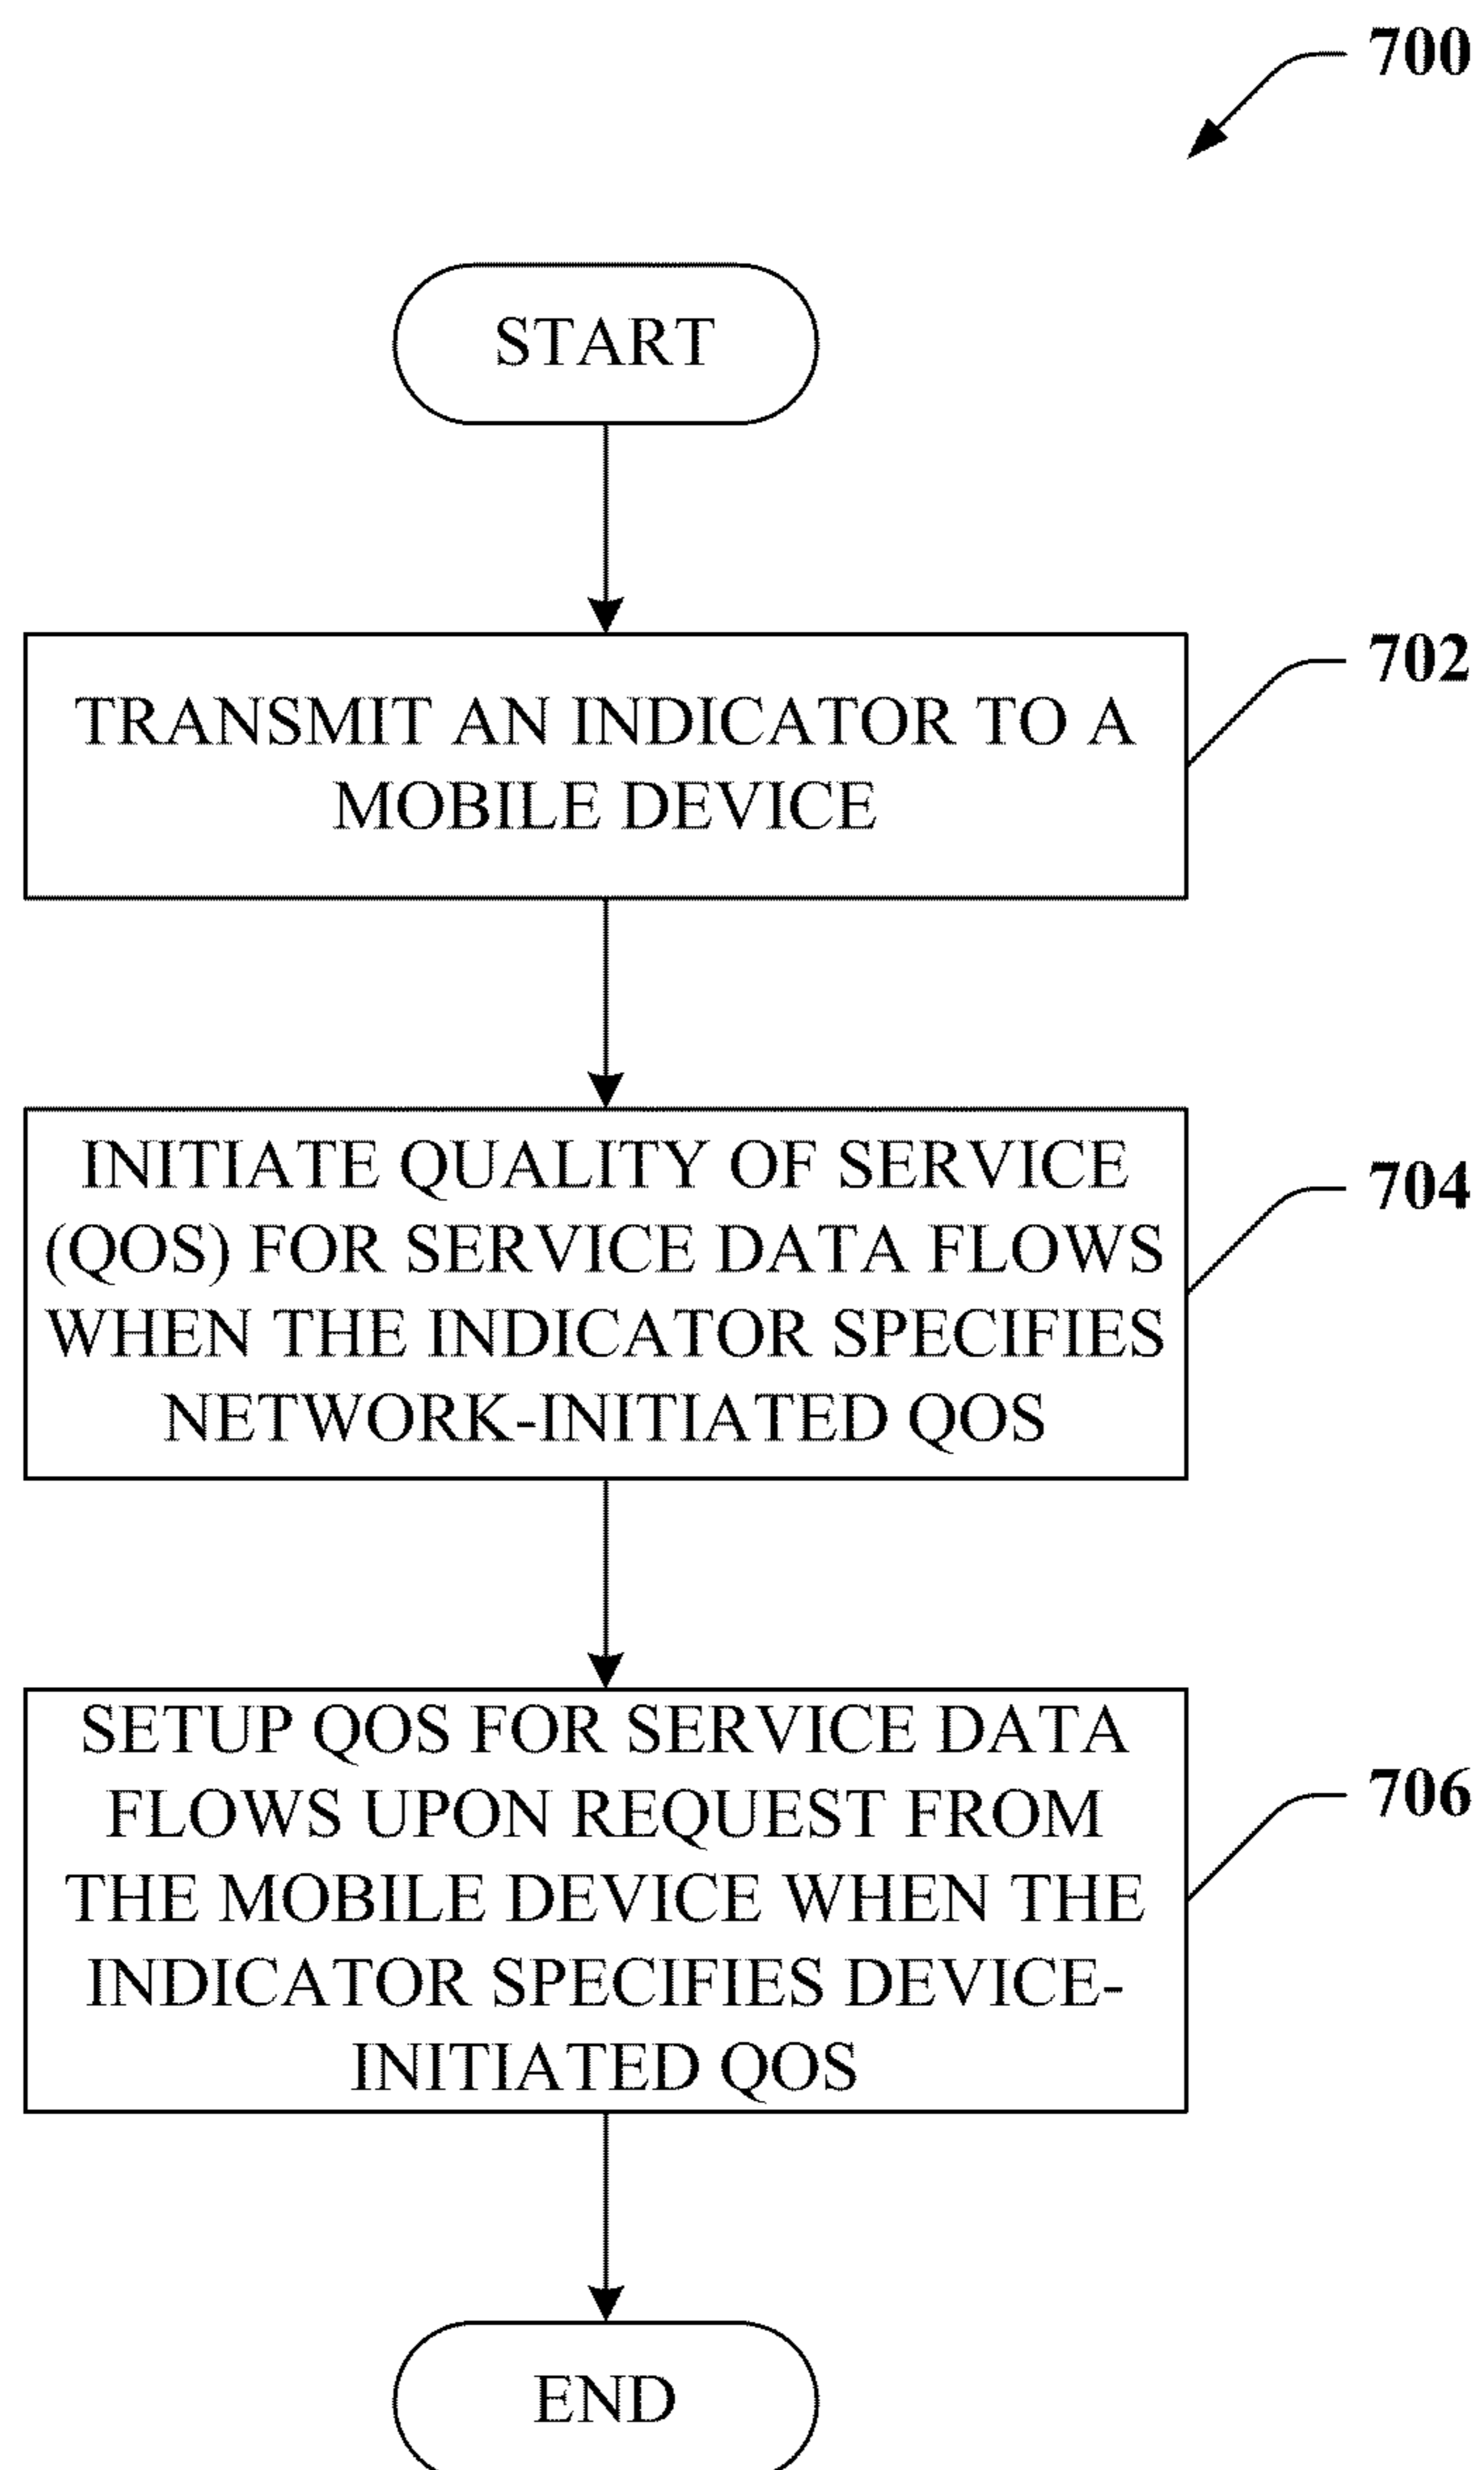 700
START
702
TRANSMIT AN INDICATOR TO A
MOBILE DEVICE
704
INITIATE QUALITY OF SERVICE
(QOS) FOR SERVICE DATA FLOWS
WHEN THE INDICATOR SPECIFIES
NETWORK-INITIATED QOS
706
SETUP QOS FOR SERVICE DATA
FLOWS UPON REQUEST FROM
THE MOBILE DEVICE WHEN THE
INDICATOR SPECIFIES DEVICE-
INITIATED QOS
END